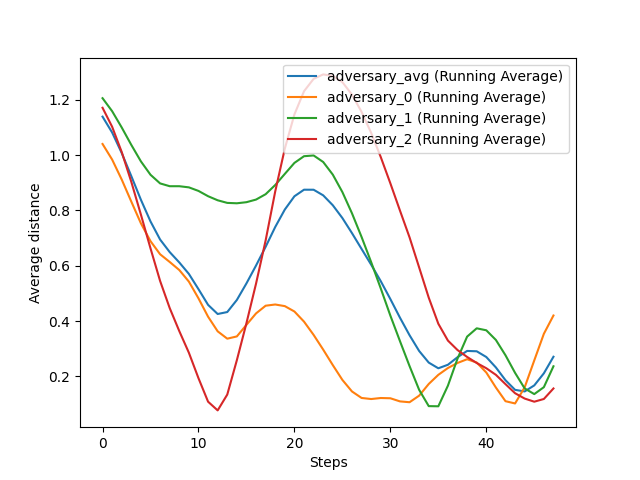 adversary_avg (Running Average)
adversary_0 (Running Average)
adversary_1 (Running Average)
adversary_2 (Running Average)
1.2
1.0
0.8
0.6
0.4
0.2
Average distance
0 10 20 30 40
Steps